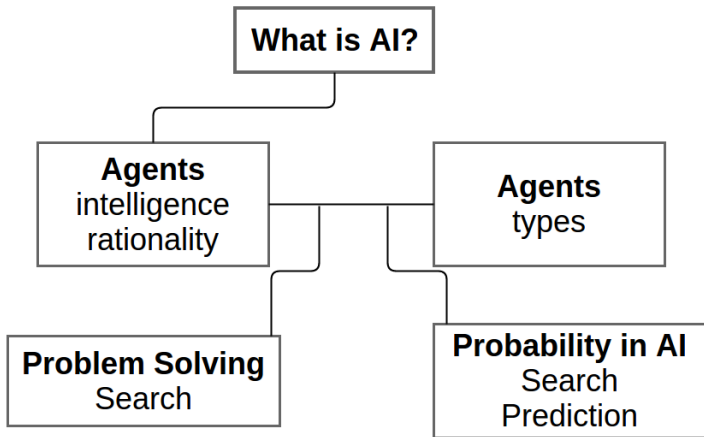 What is AI?
Agents
intelligence
rationality
Agents
types
Problem Solving
Search
Probability in AI
Search
Prediction